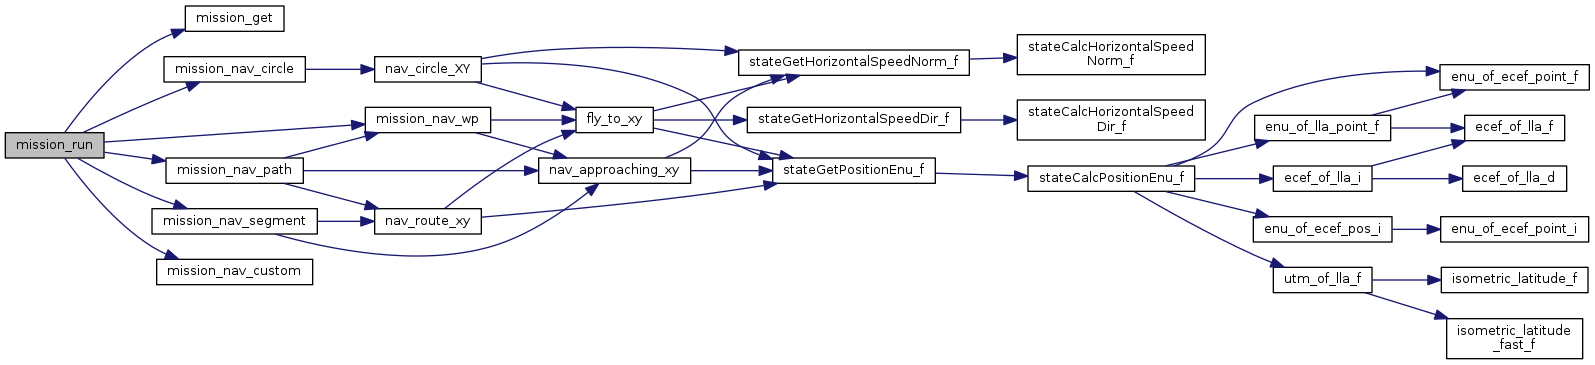 mission_run
mission_get
mission_nav_circle
mission_nav_wp
mission_nav_path
mission_nav_segment
mission_nav_custom
nav_circle_XY
nav_route_xy
fly_to_xy
nav_approaching_xy
stateGetHorizontalSpeedNorm_f
stateGetHorizontalSpeedDir_f
stateGetPositionEnu_f
stateCalcHorizontalSpeed
Norm_f
stateCalcHorizontalSpeed
Dir_f
stateCalcPositionEnu_f
enu_of_lla_point_f
ecef_of_lla_i
enu_of_ecef_pos_i
utm_of_lla_f
enu_of_ecef_point_f
ecef_of_lla_f
ecef_of_lla_d
enu_of_ecef_point_i
isometric_latitude_f
isometric_latitude
_fast_f